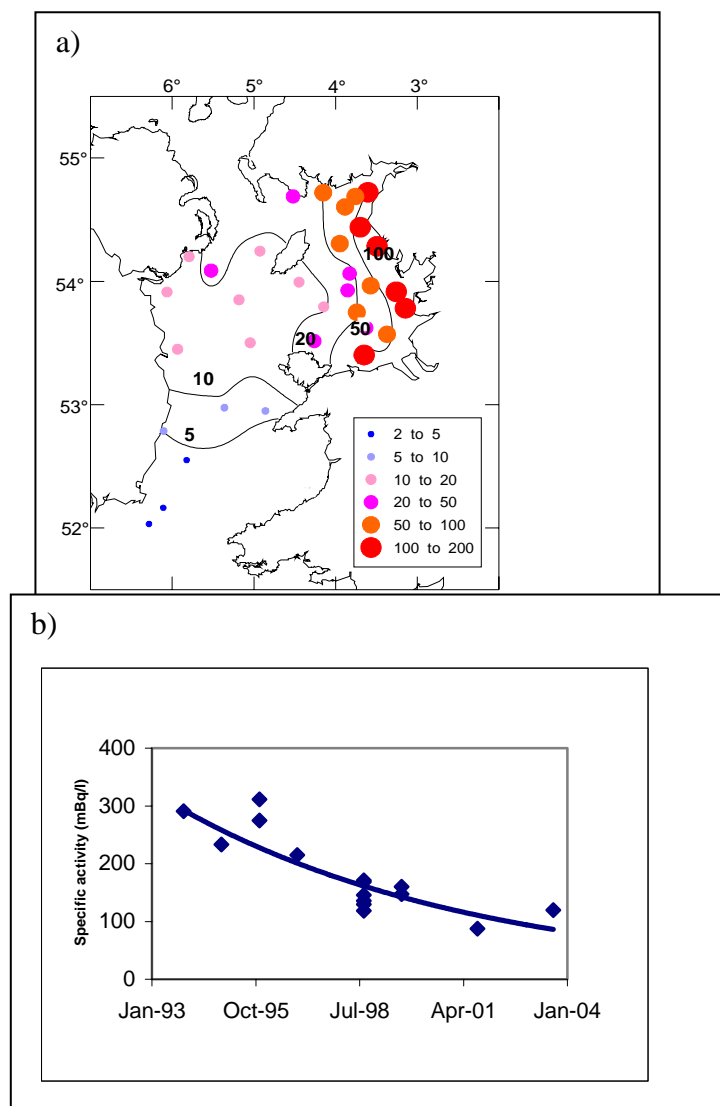 a)
6° 5° 4° 3°
55°
54°
53°
52°
100
50
20
10
5
2 to 5
5 to 10
10 to 20
20 to 50
50 to 100
100 to 200
b)
Specific activity (mBq/l)
400
300
200
100
0
Jan-93 Oct-95 Jul-98 Apr-01 Jan-04